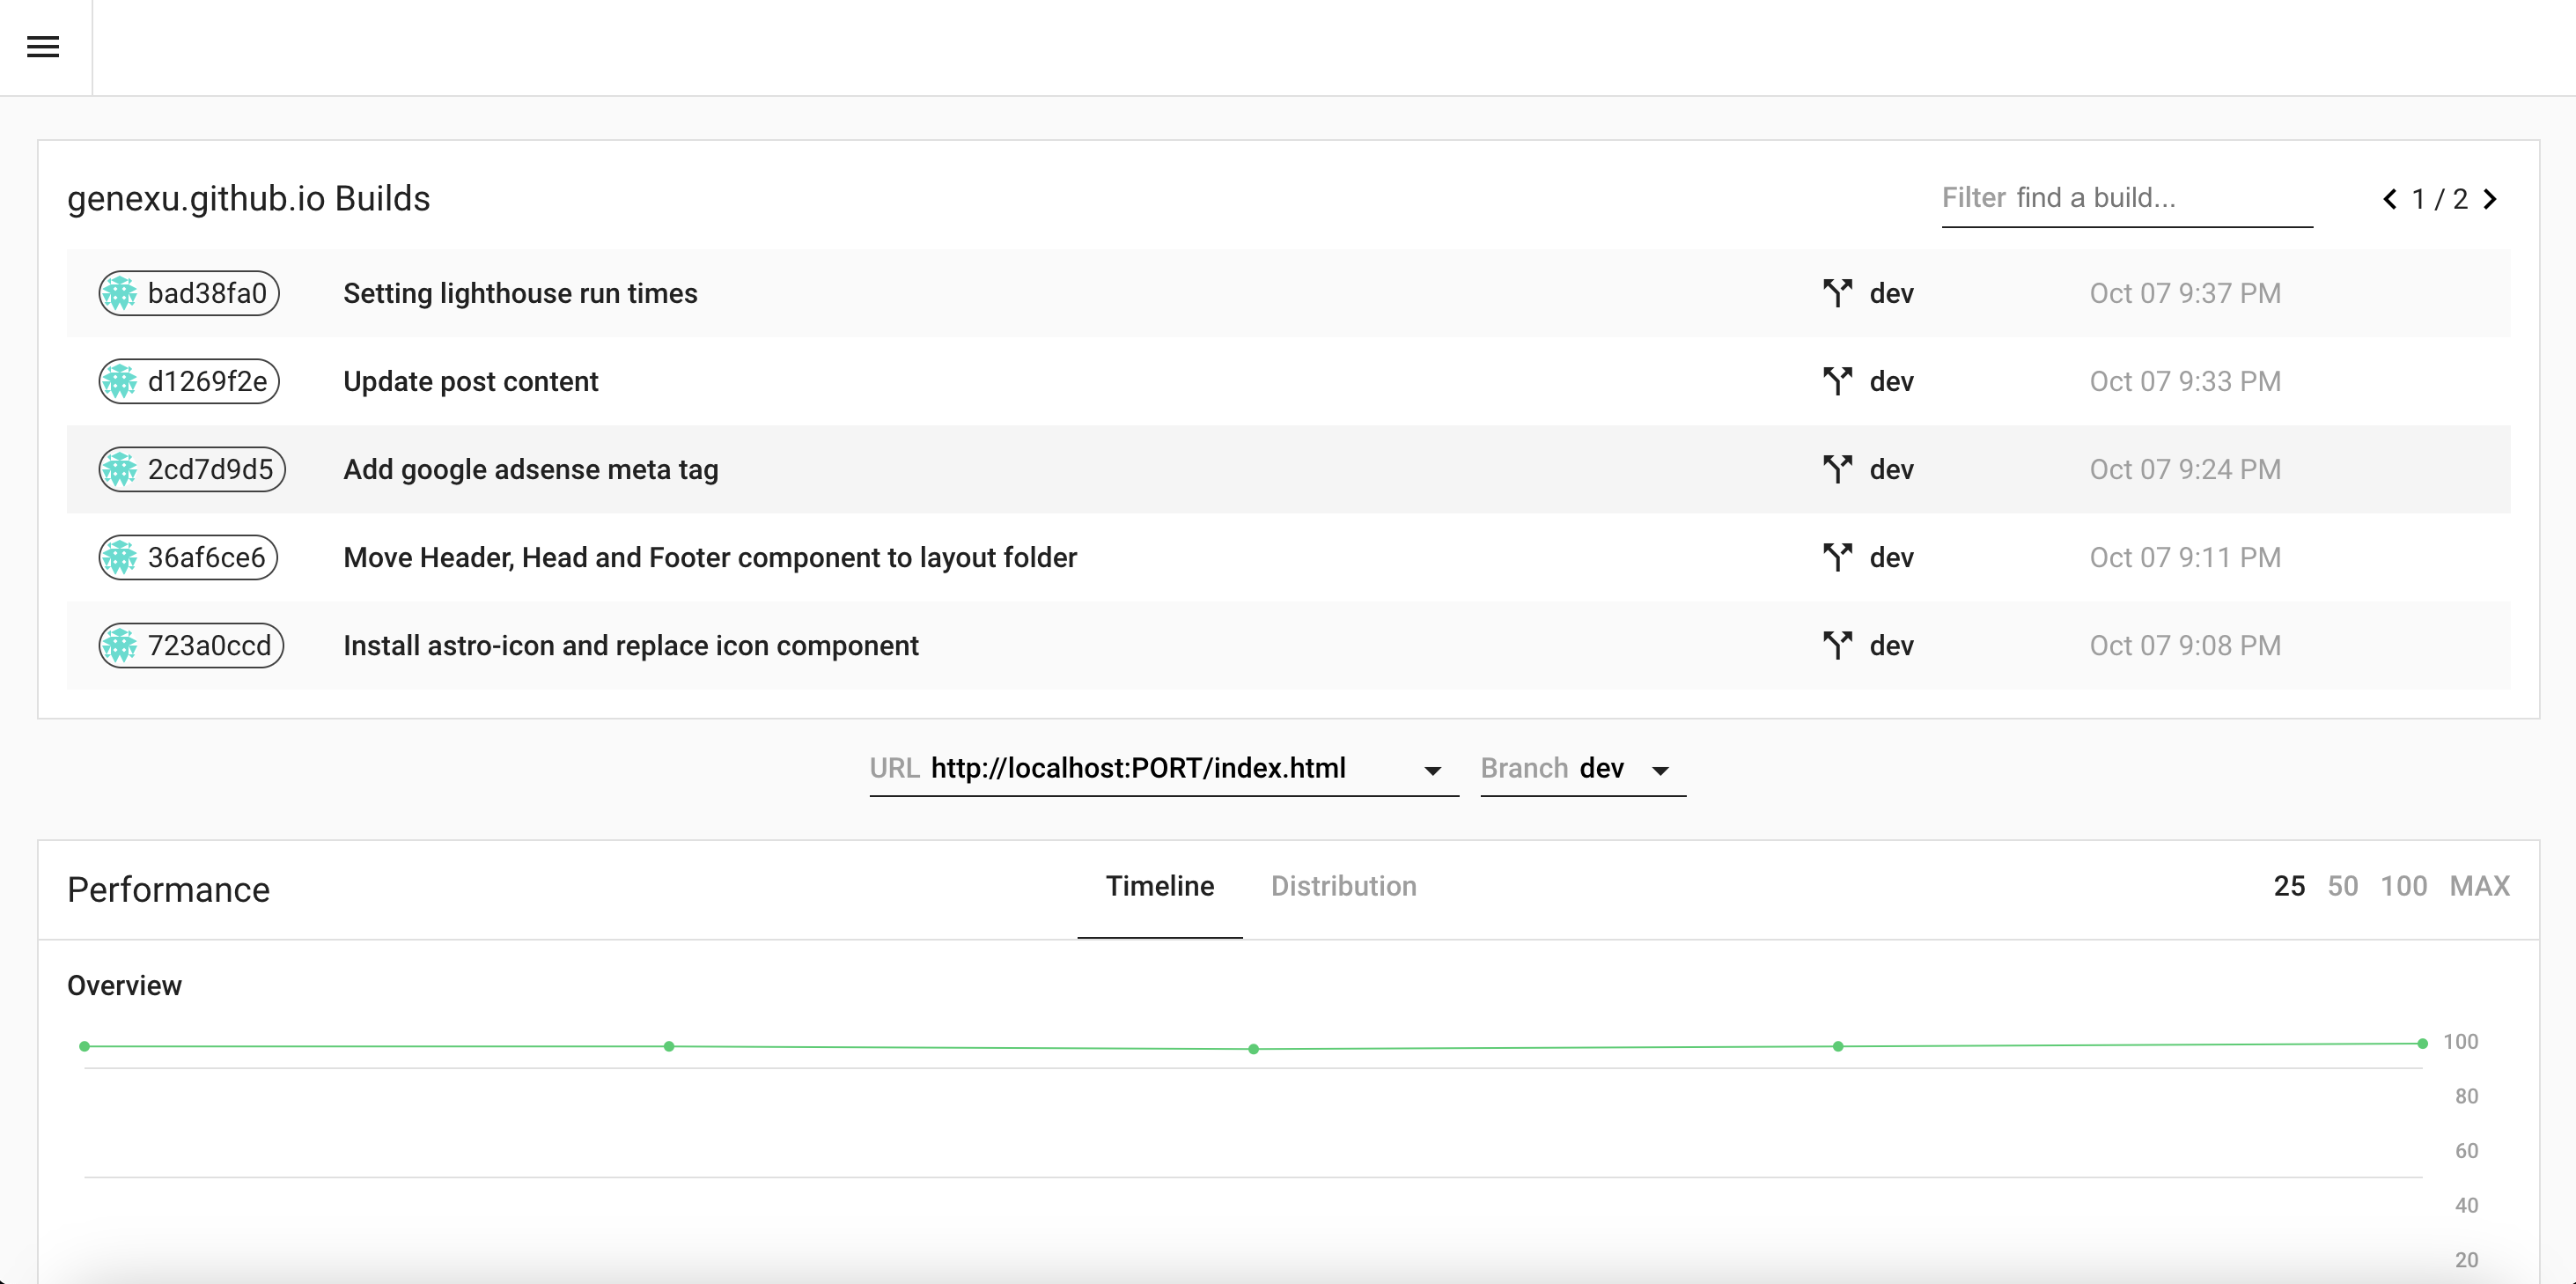 genexu.github.io Builds
Filter find a build...
1 / 2
bad38fa0 Setting lighthouse run times dev Oct 07 9:37 PM
d1269f2e Update post content dev Oct 07 9:33 PM
2cd7d9d5 Add google adsense meta tag dev Oct 07 9:24 PM
36af6ce6 Move Header, Head and Footer component to layout folder dev Oct 07 9:11 PM
723a0ccd Install astro-icon and replace icon component dev Oct 07 9:08 PM
URL http://localhost:PORT/index.html Branch dev
Performance Timeline Distribution 25 50 100 MAX
Overview
100
80
60
40
20